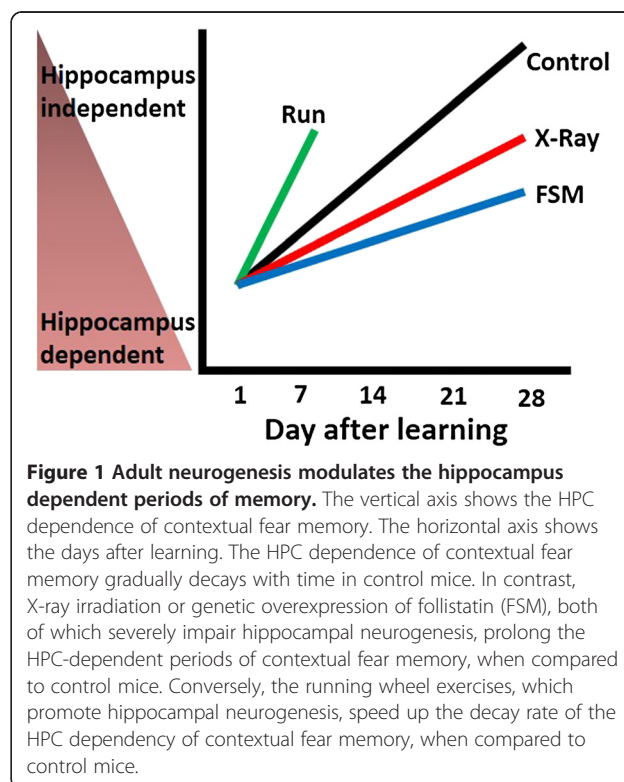 Hippocampus
independent
Run
Control
X-Ray
FSM
Hippocampus
dependent
1 7 14 21 28
Day after learning
Figure 1 Adult neurogenesis modulates the hippocampus
dependent periods of memory. The vertical axis shows the HPC
dependence of contextual fear memory. The horizontal axis shows
the days after learning. The HPC dependence of contextual fear
memory gradually decays with time in control mice. In contrast,
X-ray irradiation or genetic overexpression of follistatin (FSM), both
of which severely impair hippocampal neurogenesis, prolong the
HPC-dependent periods of contextual fear memory, when compared
to control mice. Conversely, the running wheel exercises, which
promote hippocampal neurogenesis, speed up the decay rate of the
HPC dependency of contextual fear memory, when compared to
control mice.